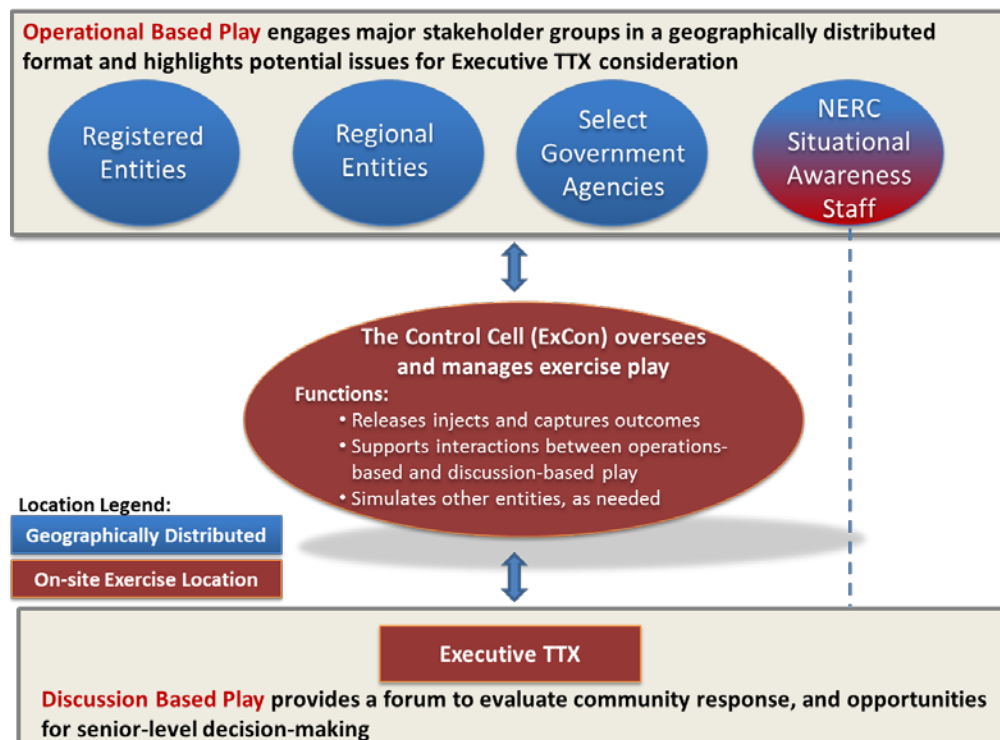 Operational Based Play engages major stakeholder groups in a geographically distributed
format and highlights potential issues for Executive TTX consideration
Registered
Entities
Regional
Entities
Select
Government
Agencies
NERC
Situational
Awareness
Staff
The Control Cell (ExCon) oversees
and manages exercise play
Functions:
• Releases injects and captures outcomes
• Supports interactions between operations-
based and discussion-based play
• Simulates other entities, as needed
Location Legend:
Geographically Distributed
On-site Exercise Location
Executive TTX
Discussion Based Play provides a forum to evaluate community response, and opportunities
for senior-level decision-making